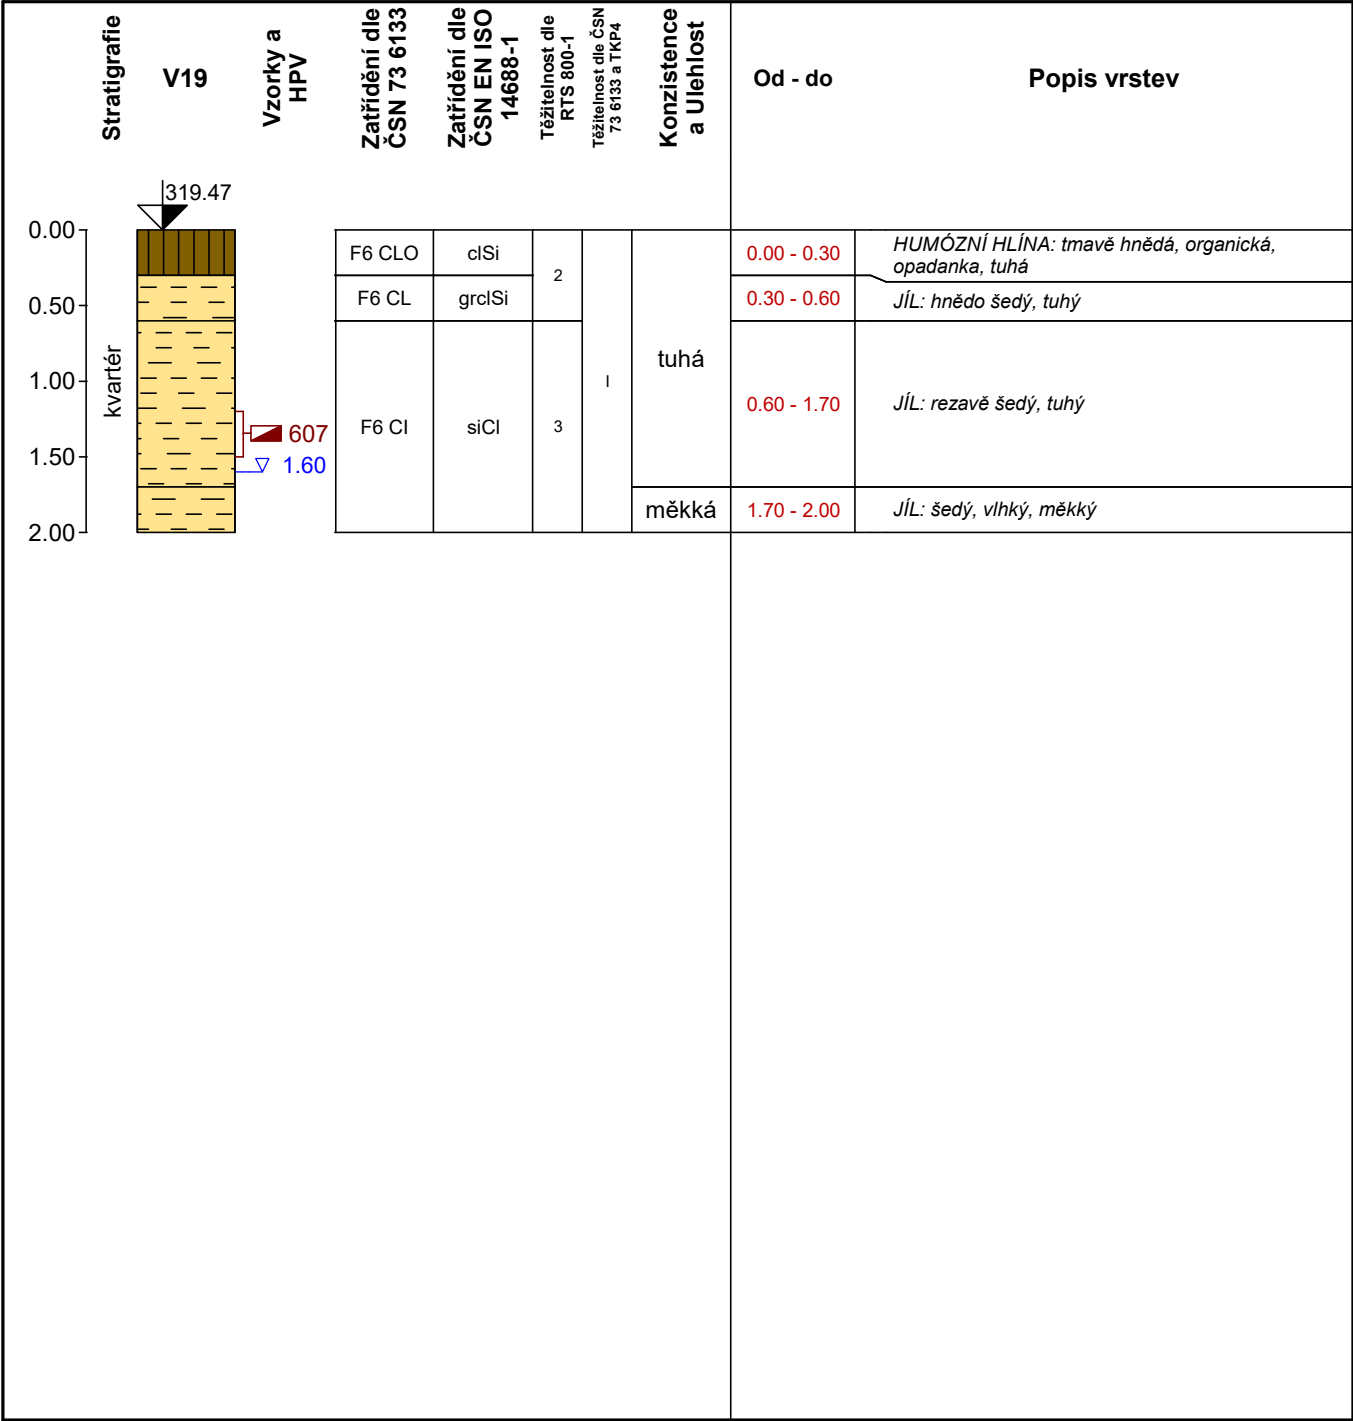 Stratigrafie
V19
Vzorky a
HPV
Zatřídění dle
ČSN 73 6133
Zatřídění dle
ČSN EN ISO
14688-1
Těžitelnost dle
RTS 800-1
Těžitelnost dle ČSN
73 6133 a TKP4
Konzistence
a Ulehlost
Od - do
Popis vrstev
319.47
0.00
0.50
1.00
1.50
2.00
kvartér
607
1.60
F6 CLO
clSi
2
F6 CL
grclSi
F6 CI
siCl
3
I
tuhá
měkká
0.00 - 0.30
HUMÓZNÍ HLÍNA: tmavě hnědá, organická,
opadanka, tuhá
0.30 - 0.60
JÍL: hnědo šedý, tuhý
0.60 - 1.70
JÍL: rezavě šedý, tuhý
1.70 - 2.00
JÍL: šedý, vlhký, měkký